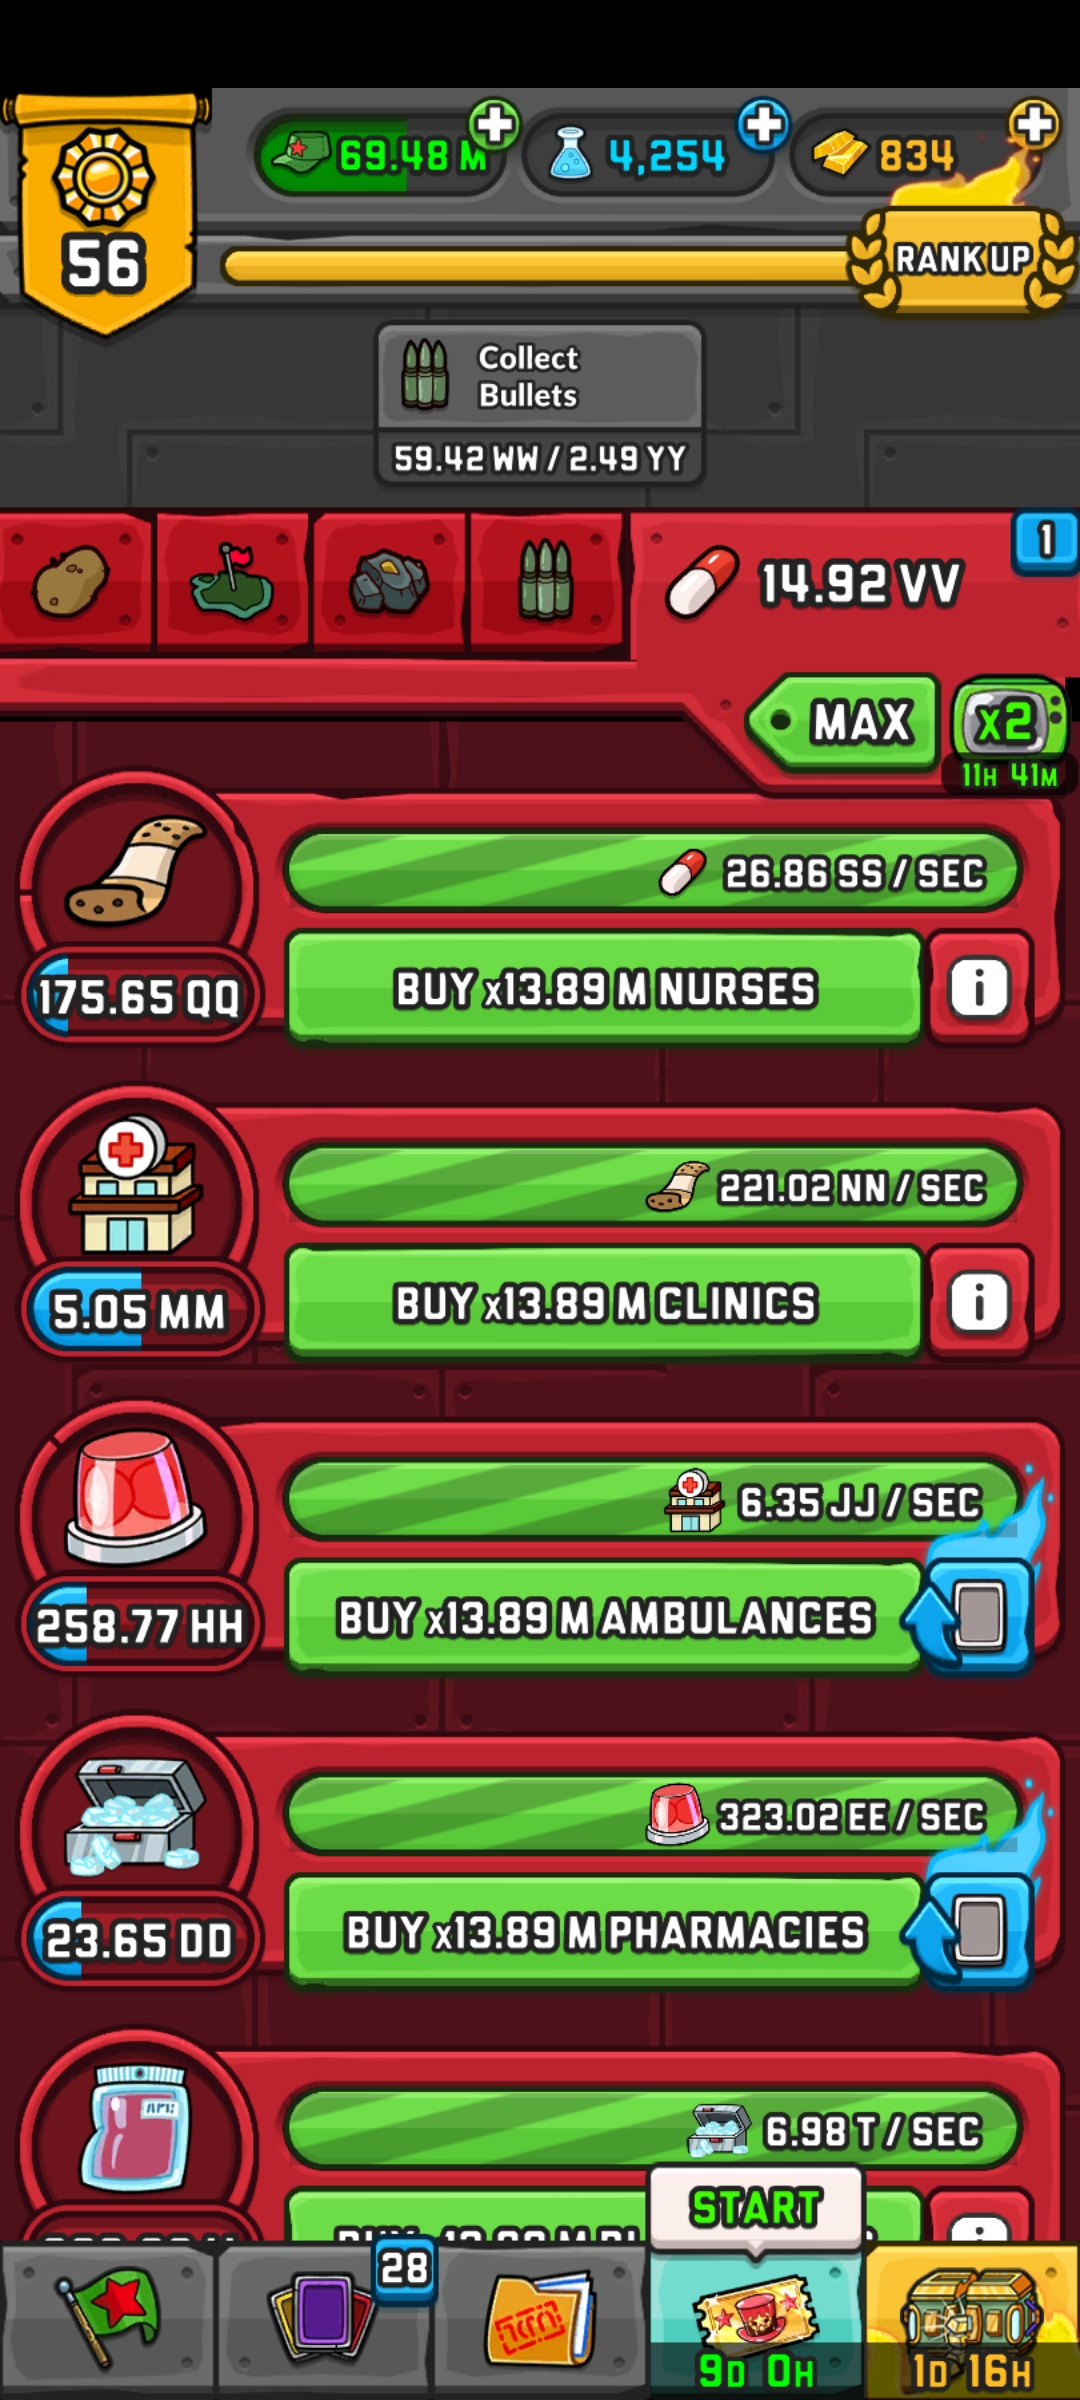 69.48 M
4,254
834
56
RANK UP
Collect
Bullets
59.42 WW / 2.49 YY
1
14.92 VV
MAX
x2
11H 41M
26.86 SS / SEC
175.65 QQ
BUY x13.89 M NURSES
i
221.02 NN / SEC
5.05 MM
BUY x13.89 M CLINICS
i
6.35 JJ / SEC
258.77 HH
BUY x13.89 M AMBULANCES
323.02 EE / SEC
23.65 DD
BUY x13.89 M PHARMACIES
6.98 T / SEC
START
28
9D 0H
1D 16H